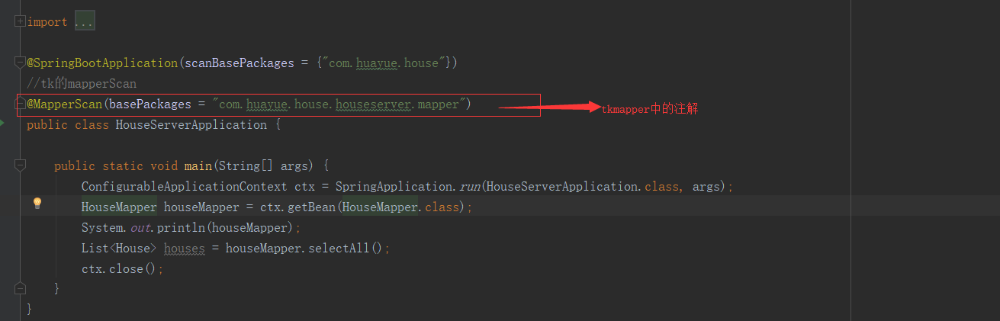 import ...
@SpringBootApplication(scanBasePackages = {"com.huayue.house"})
//tk的mapperScan
@MapperScan(basePackages = "com.huayue.house.houseserver.mapper")
tkmapper中的注解
public class HouseServerApplication {
public static void main(String[] args) {
ConfigurableApplicationContext ctx = SpringApplication.run(HouseServerApplication.class, args);
HouseMapper houseMapper = ctx.getBean(HouseMapper.class);
System.out.println(houseMapper);
List<House> houses = houseMapper.selectAll();
ctx.close();
}
}